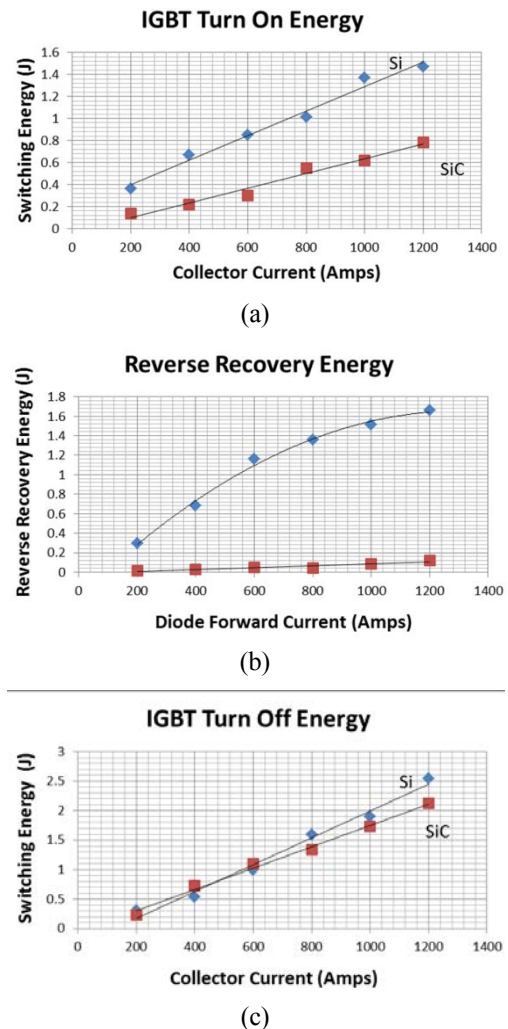 IGBT Turn On Energy
Switching Energy (J)
1.6
1.4
1.2
1
0.8
0.6
0.4
0.2
0
Si
SiC
0 200 400 600 800 1000 1200 1400
Collector Current (Amps)
(a)
Reverse Recovery Energy
Reverse Recovery Energy (J)
1.8
1.6
1.4
1.2
1
0.8
0.6
0.4
0.2
0
0 200 400 600 800 1000 1200 1400
Diode Forward Current (Amps)
(b)
IGBT Turn Off Energy
Switching Energy (J)
3
2.5
2
1.5
1
0.5
0
Si
SiC
0 200 400 600 800 1000 1200 1400
Collector Current (Amps)
(c)